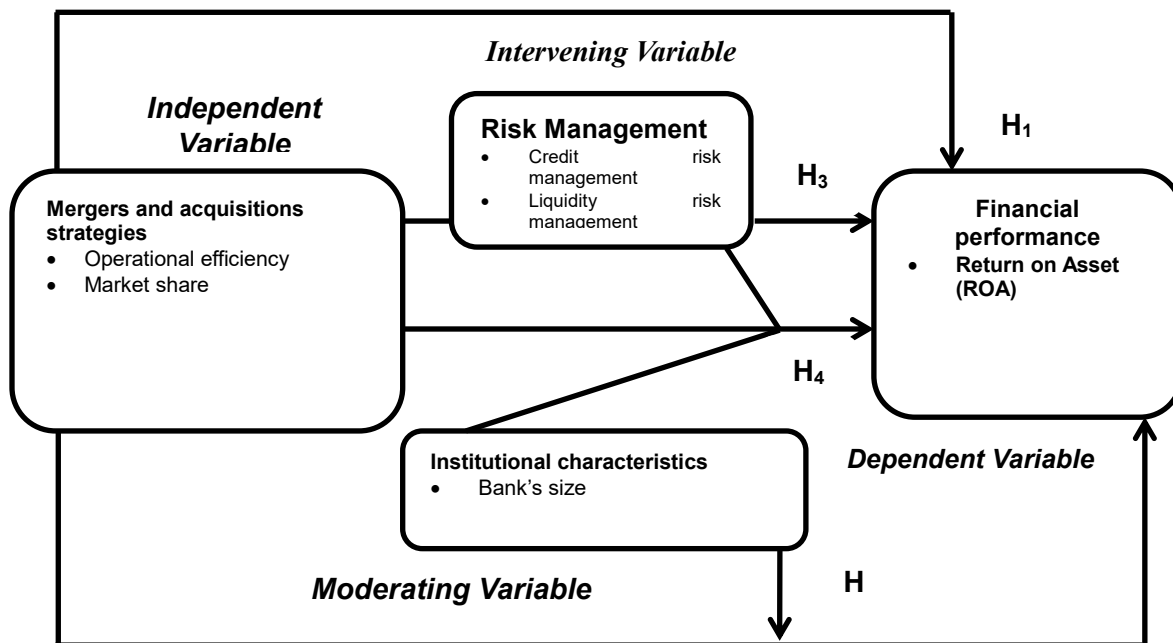 Intervening Variable
Independent
Variable
Risk Management
• Credit risk
management
• Liquidity risk
management
H₁
H₃
Mergers and acquisitions
strategies
• Operational efficiency
• Market share
Financial
performance
• Return on Asset
(ROA)
H₄
Institutional characteristics
• Bank’s size
Dependent Variable
Moderating Variable
H